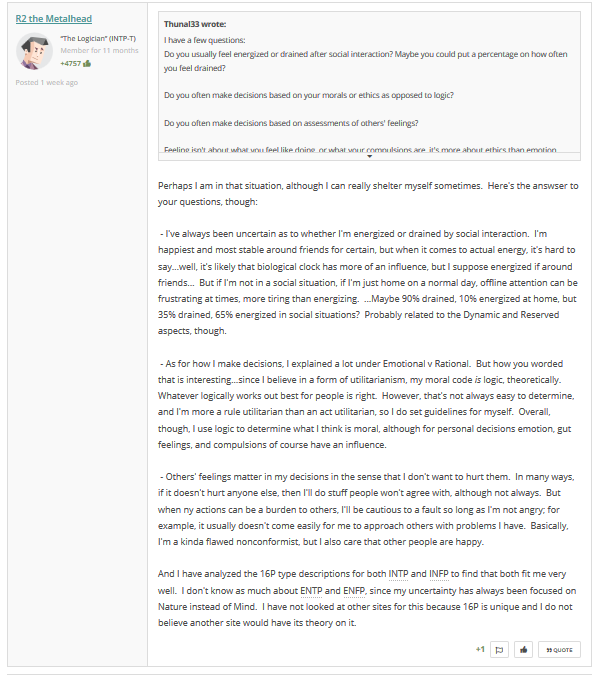 R2 the Metalhead
"The Logician" (INTP-T)
Member for 11 months
+4757
Posted 1 week ago
Thunal33 wrote:
I have a few questions:
Do you usually feel energized or drained after social interaction? Maybe you could put a percentage on how often
you feel drained?
Do you often make decisions based on your morals or ethics as opposed to logic?
Do you often make decisions based on assessments of others' feelings?
Feeling isn't about what you feel like doing, or what your compulsions are, it's more about ethics than emotion
Perhaps I am in that situation, although I can really shelter myself sometimes.  Here's the answser to
your questions, though:
- I've always been uncertain as to whether I'm energized or drained by social interaction.  I'm
happiest and most stable around friends for certain, but when it comes to actual energy, it's hard to
say...well, it's likely that biological clock has more of an influence, but I suppose energized if around
friends...  But if I'm not in a social situation, if I'm just home on a normal day, offline attention can be
frustrating at times, more tiring than energizing.  ...Maybe 90% drained, 10% energized at home, but
35% drained, 65% energized in social situations?  Probably related to the Dynamic and Reserved
aspects, though.
- As for how I make decisions, I explained a lot under Emotional v Rational.  But how you worded
that is interesting...since I believe in a form of utilitarianism, my moral code is logic, theoretically.
Whatever logically works out best for people is right.  However, that's not always easy to determine,
and I'm more a rule utilitarian than an act utilitarian, so I do set guidelines for myself.  Overall,
though, I use logic to determine what I think is moral, although for personal decisions emotion, gut
feelings, and compulsions of course have an influence.
- Others' feelings matter in my decisions in the sense that I don't want to hurt them.  In many ways,
if it doesn't hurt anyone else, then I'll do stuff people won't agree with, although not always.  But
when ny actions can be a burden to others, I'll be cautious to a fault so long as I'm not angry; for
example, it usually doesn't come easily for me to approach others with problems I have.  Basically,
I'm a kinda flawed nonconformist, but I also care that other people are happy.
And I have analyzed the 16P type descriptions for both INTP and INFP to find that both fit me very
well.  I don't know as much about ENTP and ENFP, since my uncertainty has always been focused on
Nature instead of Mind.  I have not looked at other sites for this because 16P is unique and I do not
believe another site would have its theory on it.
+1
QUOTE